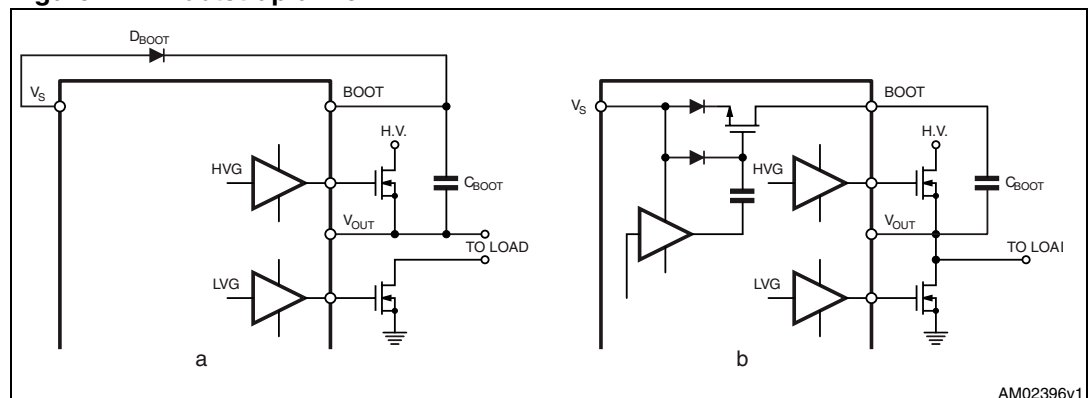 D_BOOT
V_S
BOOT
H.V.
HVG
C_BOOT
V_OUT
TO LOAD
LVG
a
V_S
BOOT
H.V.
HVG
C_BOOT
V_OUT
TO LOAI
LVG
b
AM02396v1